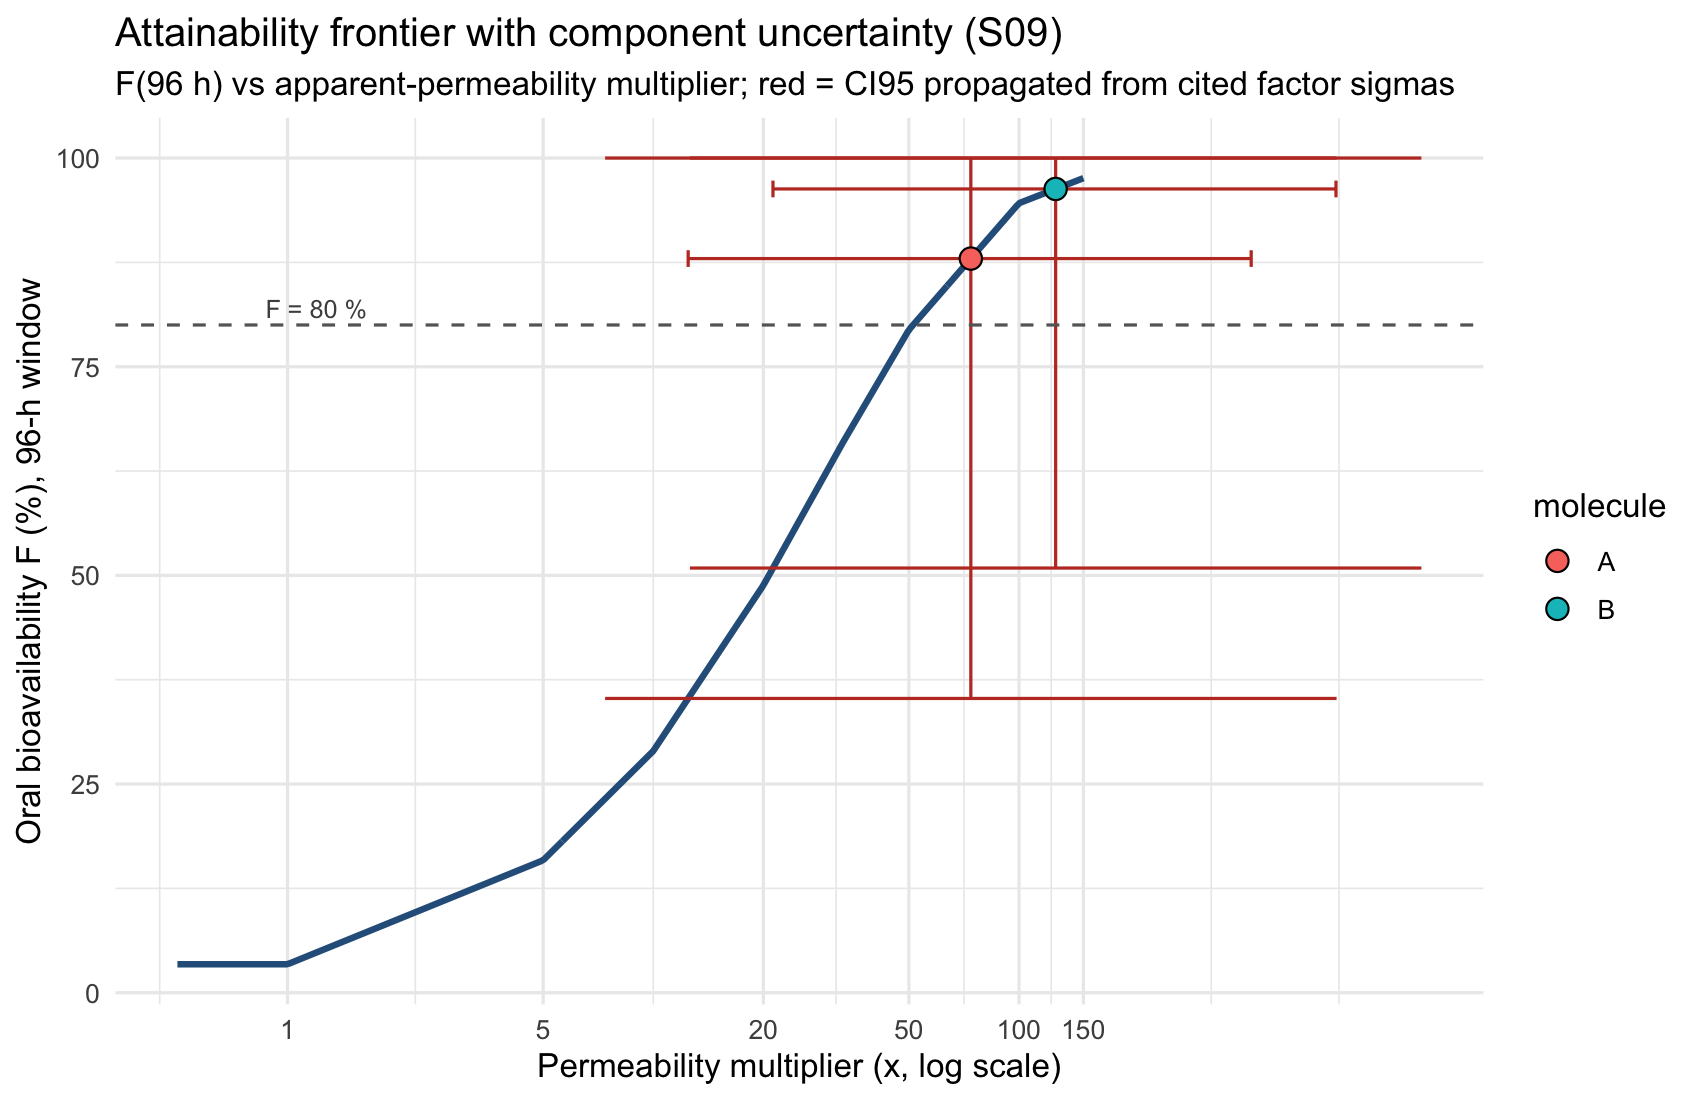 Attainability frontier with component uncertainty (S09)
F(96 h) vs apparent-permeability multiplier; red = CI95 propagated from cited factor sigmas
Oral bioavailability F (%), 96-h window
100
75
50
25
0
F = 80 %
1 5 20 50 100 150
Permeability multiplier (x, log scale)
molecule
A
B